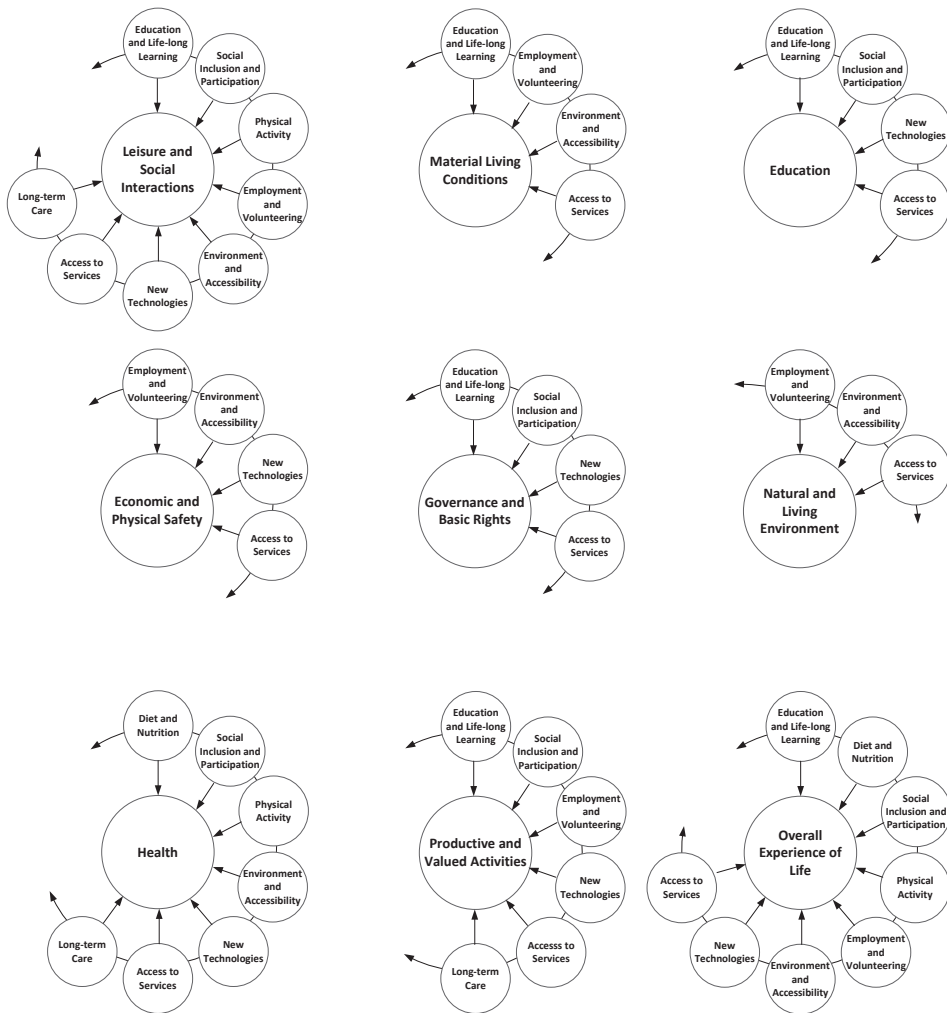 Education
and Life-long
Learning
Social
Inclusion and
Participation
Physical
Activity
Employment
and
Volunteering
Environment
and
Accessibility
New
Technologies
Access to
Services
Long-term
Care
Leisure and
Social
Interactions
Education
and Life-long
Learning
Employment
and
Volunteering
Environment
and
Accessibility
Access to
Services
Material Living
Conditions
Education
and Life-long
Learning
Social
Inclusion and
Participation
New
Technologies
Access to
Services
Education
Employment
and
Volunteering
Environment
and
Accessibility
New
Technologies
Access to
Services
Economic and
Physical Safety
Education
and Life-long
Learning
Social
Inclusion and
Participation
New
Technologies
Access to
Services
Governance and
Basic Rights
Employment
and
Volunteering
Environment
and
Accessibility
Access to
Services
Natural and
Living
Environment
Diet and
Nutrition
Social
Inclusion and
Participation
Physical
Activity
Environment
and
Accessibility
New
Technologies
Access to
Services
Long-term
Care
Health
Education
and Life-long
Learning
Social
Inclusion and
Participation
Employment
and
Volunteering
New
Technologies
Accesss to
Services
Long-term
Care
Productive and
Valued Activities
Education
and Life-long
Learning
Diet and
Nutrition
Social
Inclusion and
Participation
Physical
Activity
Employment
and
Volunteering
Environment
and
Accessibility
New
Technologies
Access to
Services
Overall
Experience of
Life